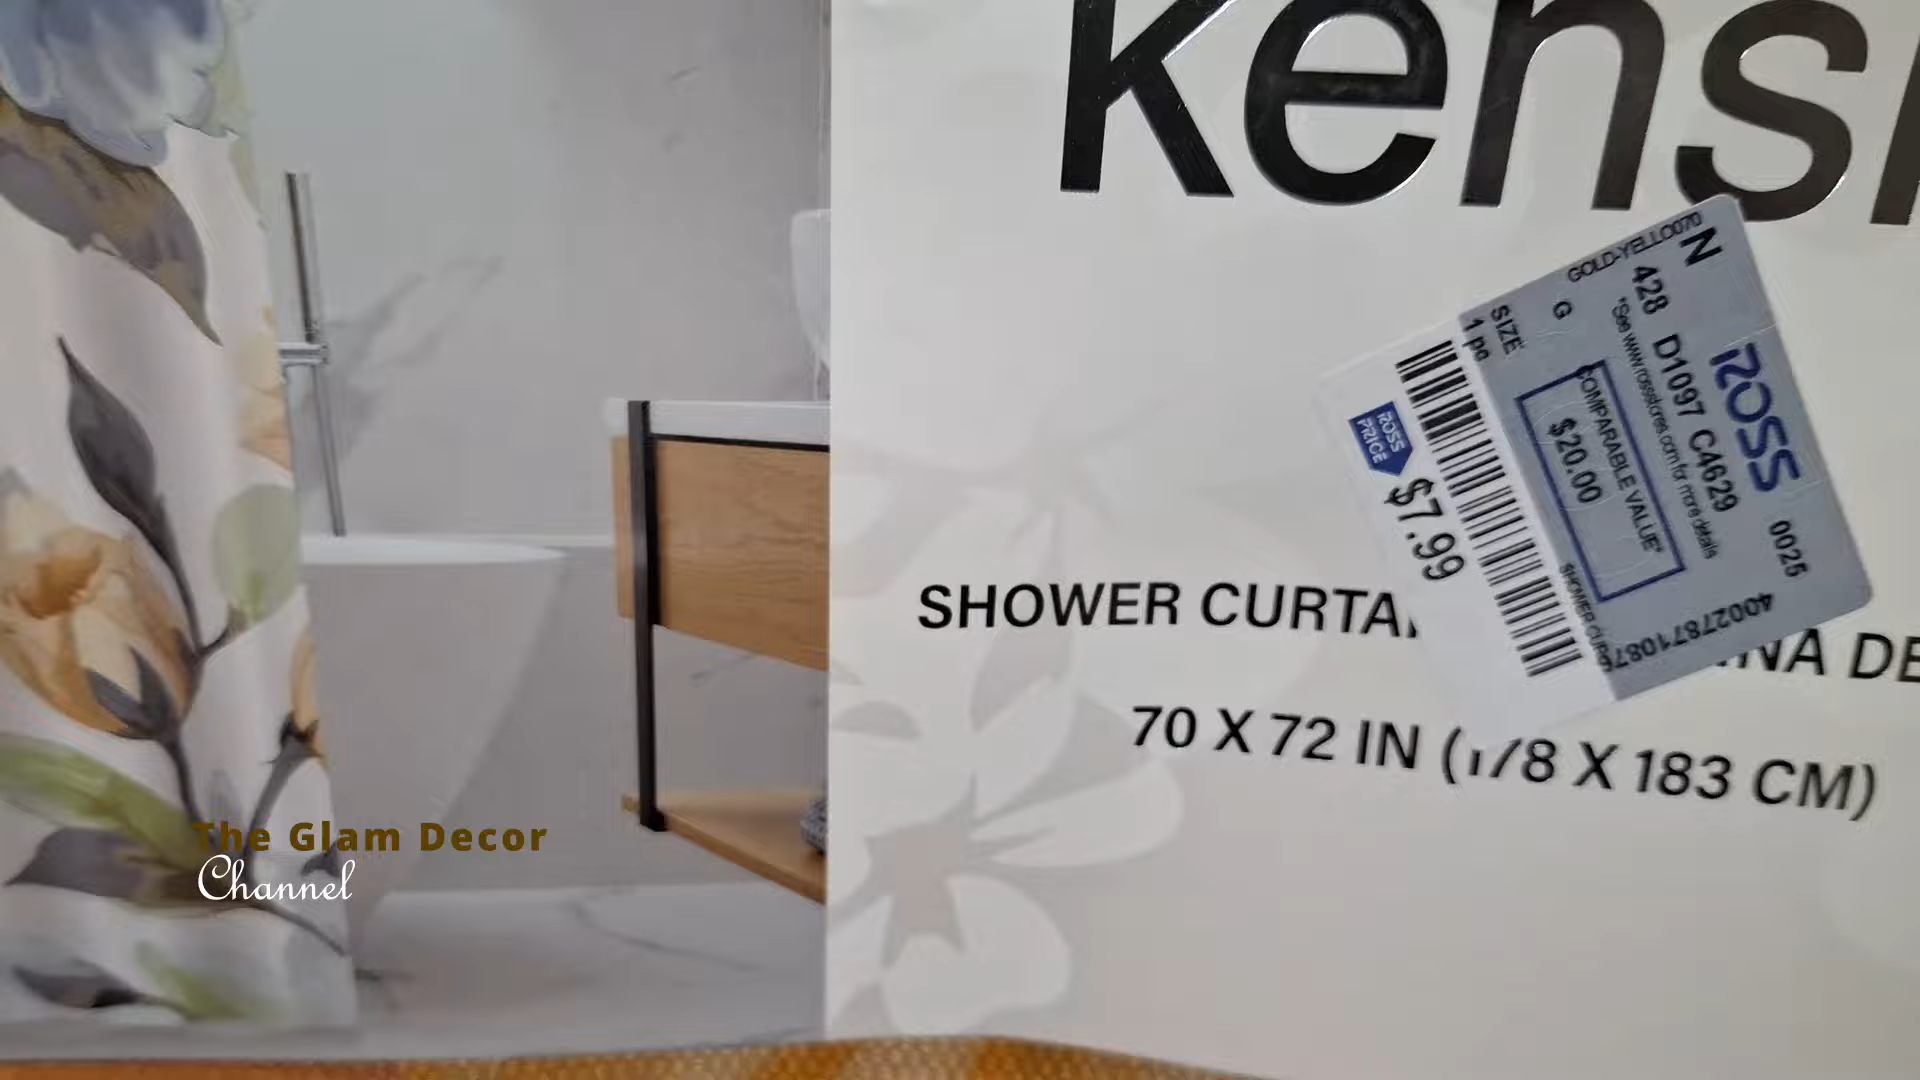 kens
SHOWER CURTA
NA DE
70 X 72 IN (178 X 183 CM)
GOLD-YELLO070
N
428 D1097 C4629
*See www.rossstores.com for more details
ROSS
0025
G
SIZE
1 pc
COMPARABLE VALUE*
$20.00
ROSS
PRICE
$7.99
SHOWER CUR
The Glam Decor
Channel